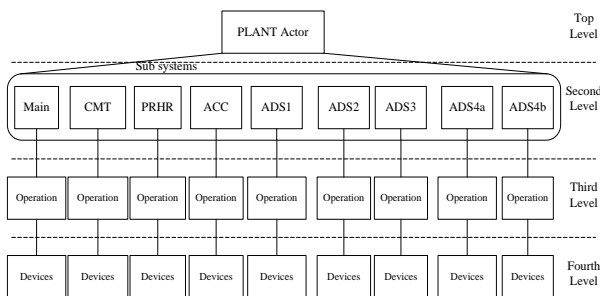 PLANT Actor
Top
Level
Sub systems
Main CMT PRHR ACC ADS1 ADS2 ADS3 ADS4a ADS4b
Second
Level
Operation Operation Operation Operation Operation Operation Operation Operation Operation
Third
Level
Devices Devices Devices Devices Devices Devices Devices Devices Devices
Fourth
Level